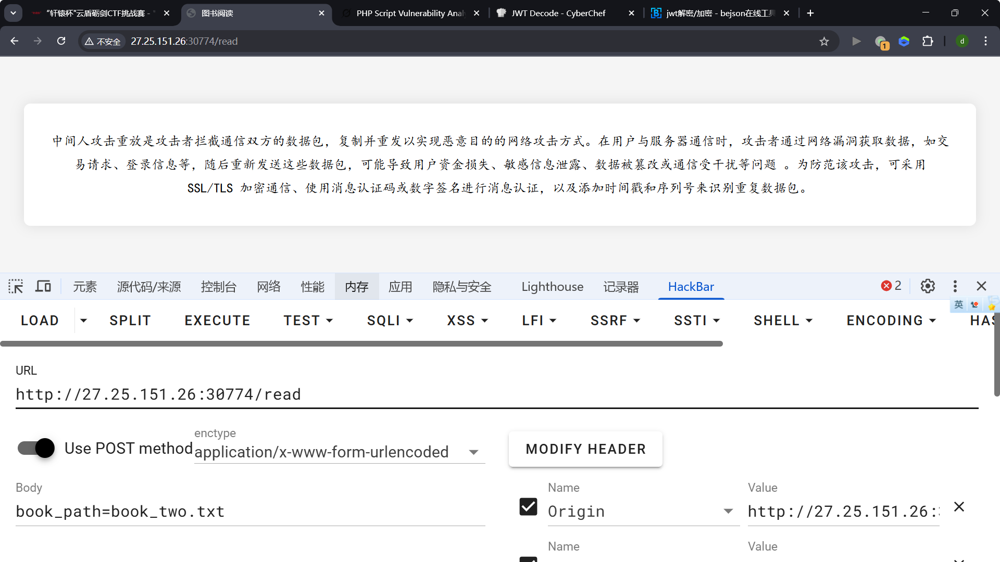 “轩辕杯”云盾砺剑CTF挑战赛 - "
图书阅读
PHP Script Vulnerability Anal
JWT Decode - CyberChef
jwt解密/加密 - bejson在线工具
不安全
27.25.151.26:30774/read
1
d
中间人攻击重放是攻击者拦截通信双方的数据包，复制并重发以实现恶意目的的网络攻击方式。在用户与服务器通信时，攻击者通过网络漏洞获取数据，如交
易请求、登录信息等，随后重新发送这些数据包，可能导致用户资金损失、敏感信息泄露、数据被篡改或通信受干扰等问题 。为防范该攻击，可采用
SSL/TLS 加密通信、使用消息认证码或数字签名进行消息认证，以及添加时间戳和序列号来识别重复数据包。
元素 源代码/来源 控制台 网络 性能 内存 应用 隐私与安全 Lighthouse 记录器 HackBar 2
英
LOAD SPLIT EXECUTE TEST SQLI XSS LFI SSRF SSTI SHELL ENCODING HAS
URL
http://27.25.151.26:30774/read
Use POST method
enctype
application/x-www-form-urlencoded
MODIFY HEADER
Body
book_path=book_two.txt
Name
Origin
Value
http://27.25.151.26:
Name
Value